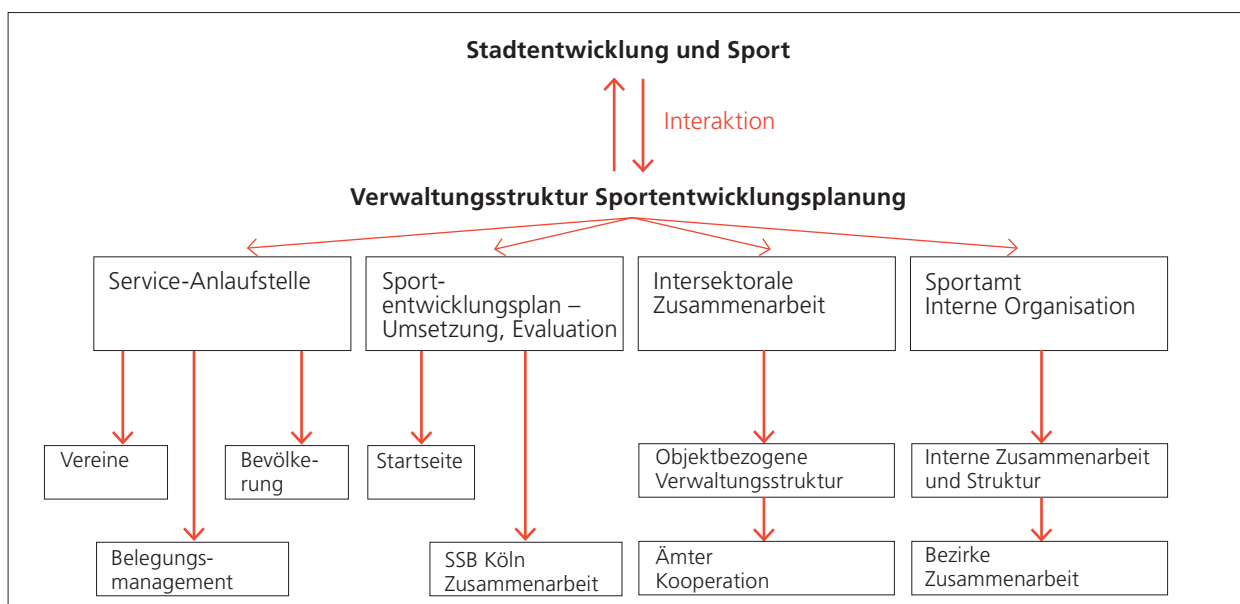 Stadtentwicklung und Sport
Interaktion
Verwaltungsstruktur Sportentwicklungsplanung
Service-Anlaufstelle
Sport-
entwicklungsplan –
Umsetzung, Evaluation
Intersektorale
Zusammenarbeit
Sportamt
Interne Organisation
Vereine
Bevölke-
rung
Startseite
Objektbezogene
Verwaltungsstruktur
Interne Zusammenarbeit
und Struktur
Belegungs-
management
SSB Köln
Zusammenarbeit
Ämter
Kooperation
Bezirke
Zusammenarbeit